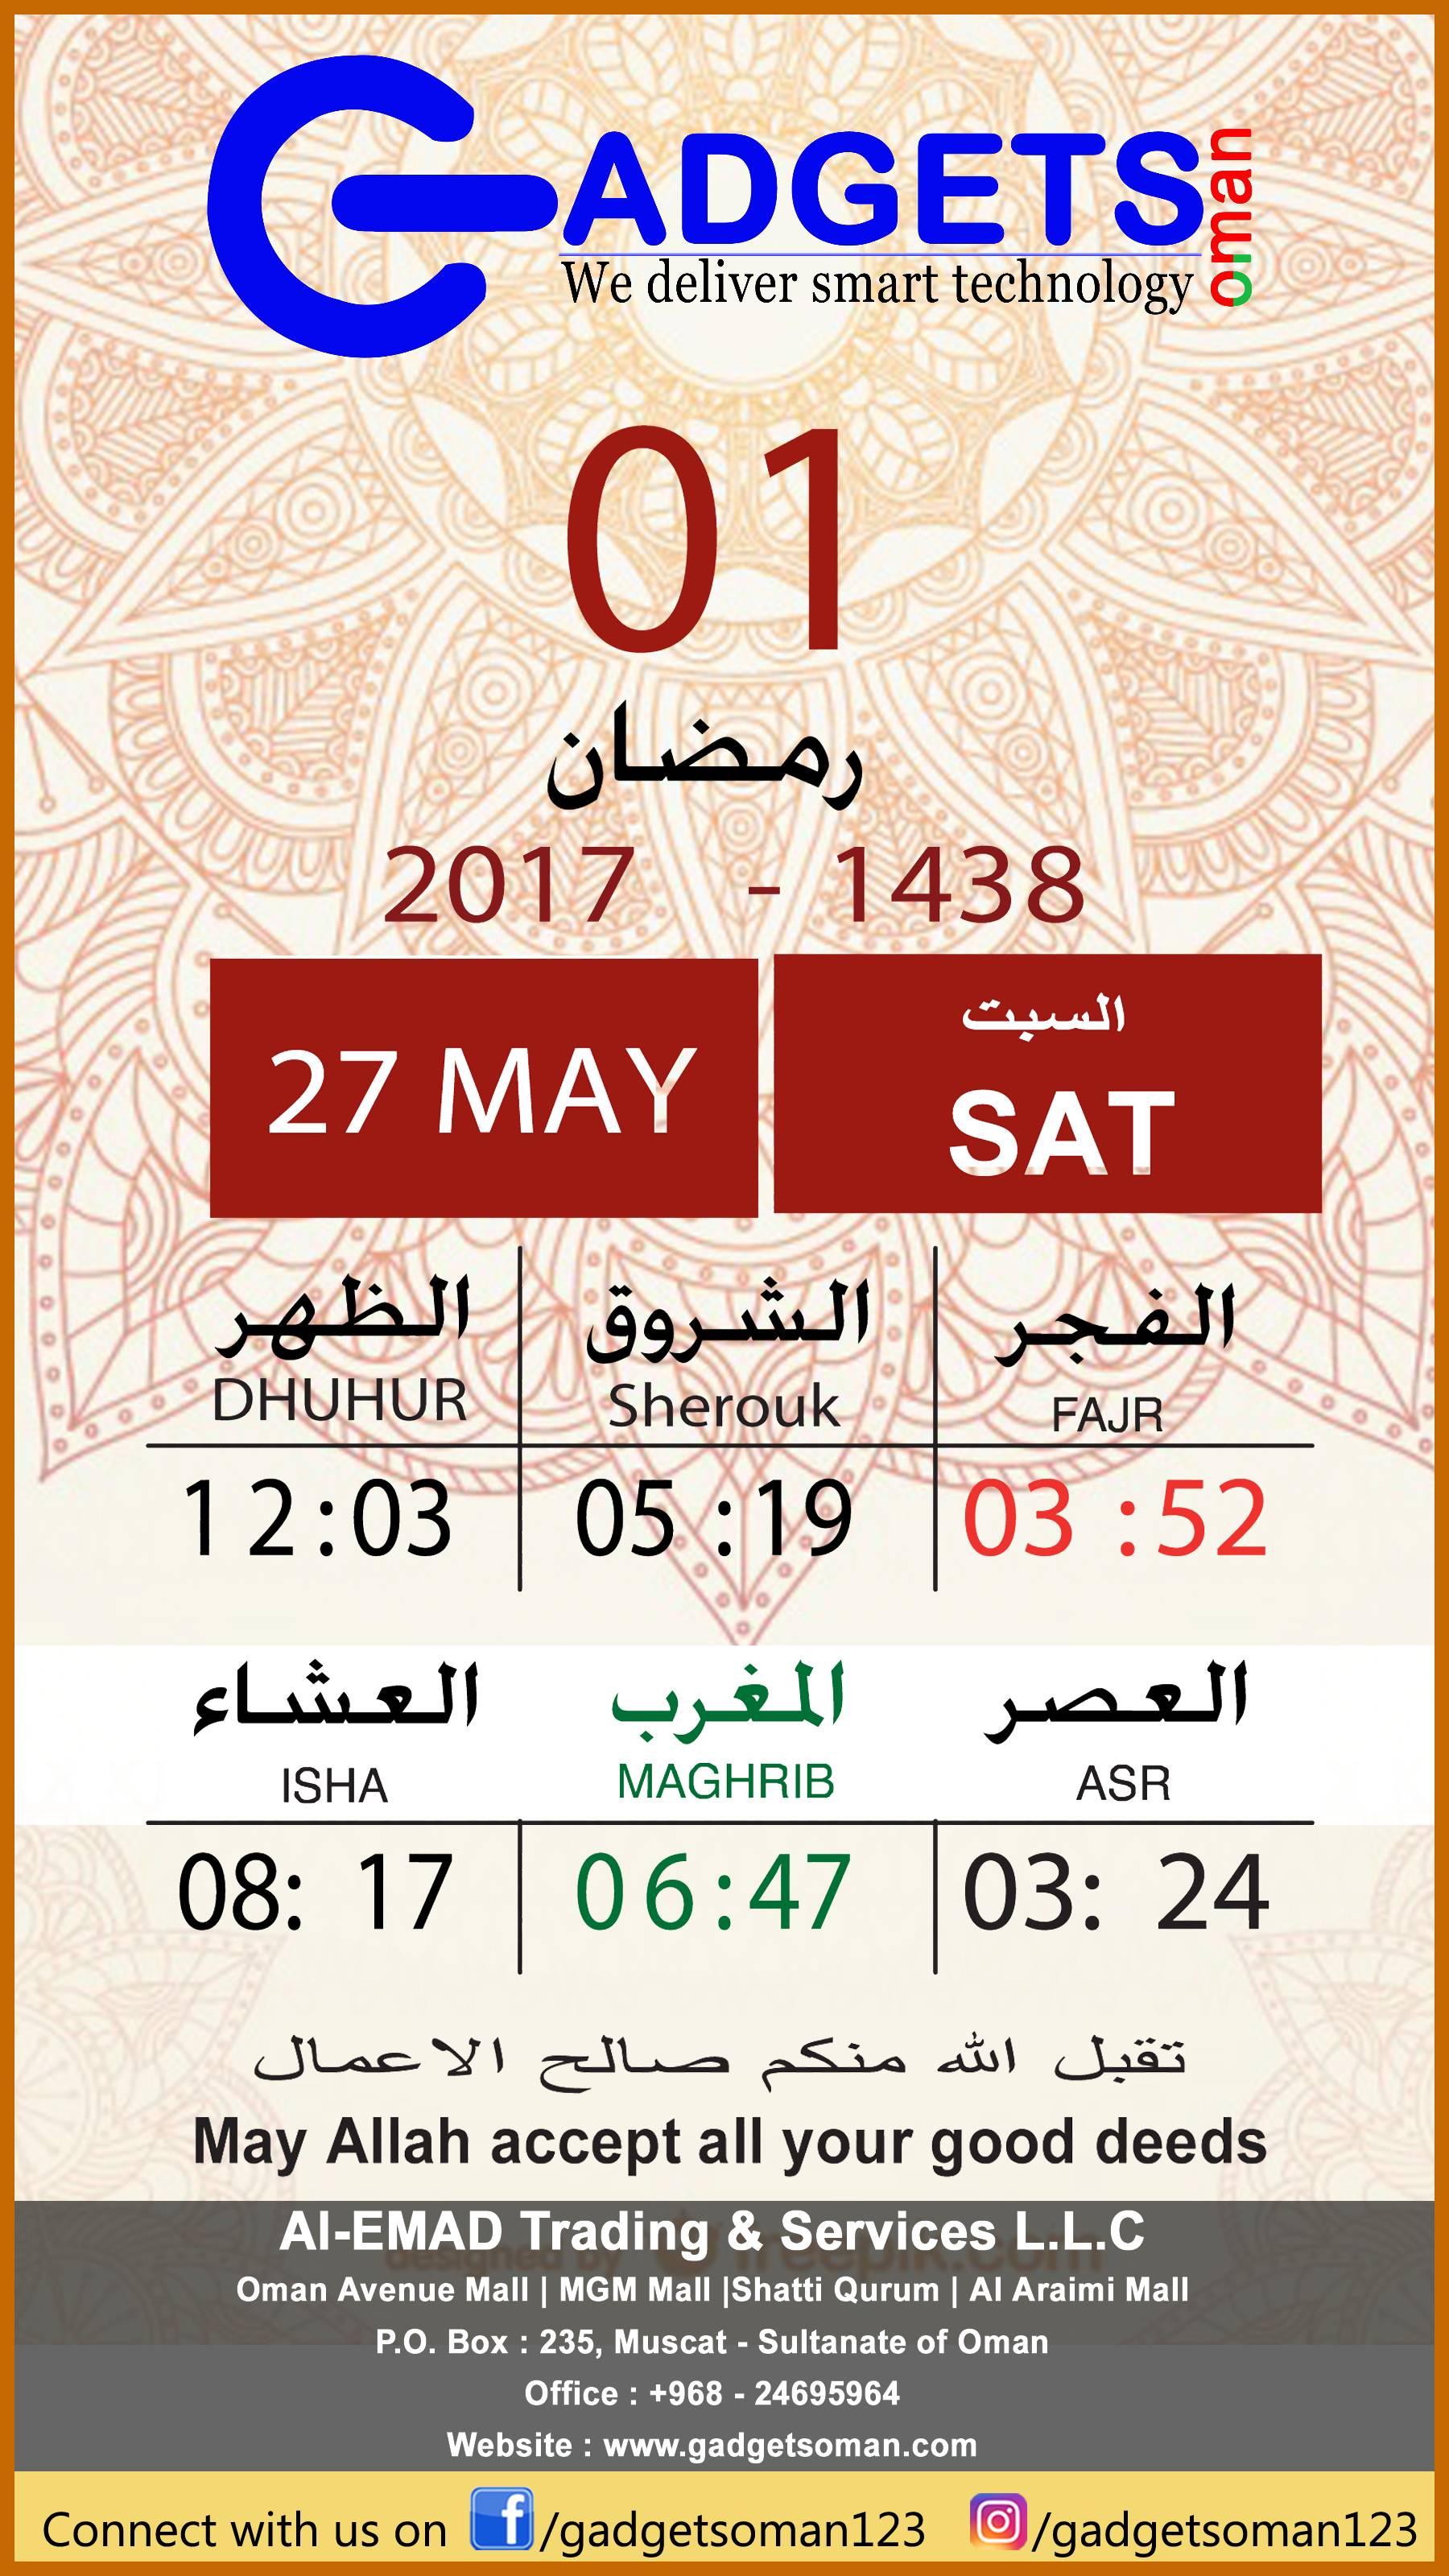 GADGETS oman
We deliver smart technology
01
رمضان
2017 - 1438
27 MAY
السبت
SAT
الظهر الشروق الفجر
DHUHUR Sherouk FAJR
12:03 05 :19 03 :52
العشاء المغرب العصر
ISHA MAGHRIB ASR
08: 17 06:47 03: 24
تقبل الله منكم صالح الاعمال
May Allah accept all your good deeds
Al-EMAD Trading & Services L.L.C
designed by freepik.com
Oman Avenue Mall | MGM Mall |Shatti Qurum | Al Araimi Mall
P.O. Box : 235, Muscat - Sultanate of Oman
Office : +968 - 24695964
Website : www.gadgetsoman.com
Connect with us on f /gadgetsoman123 /gadgetsoman123